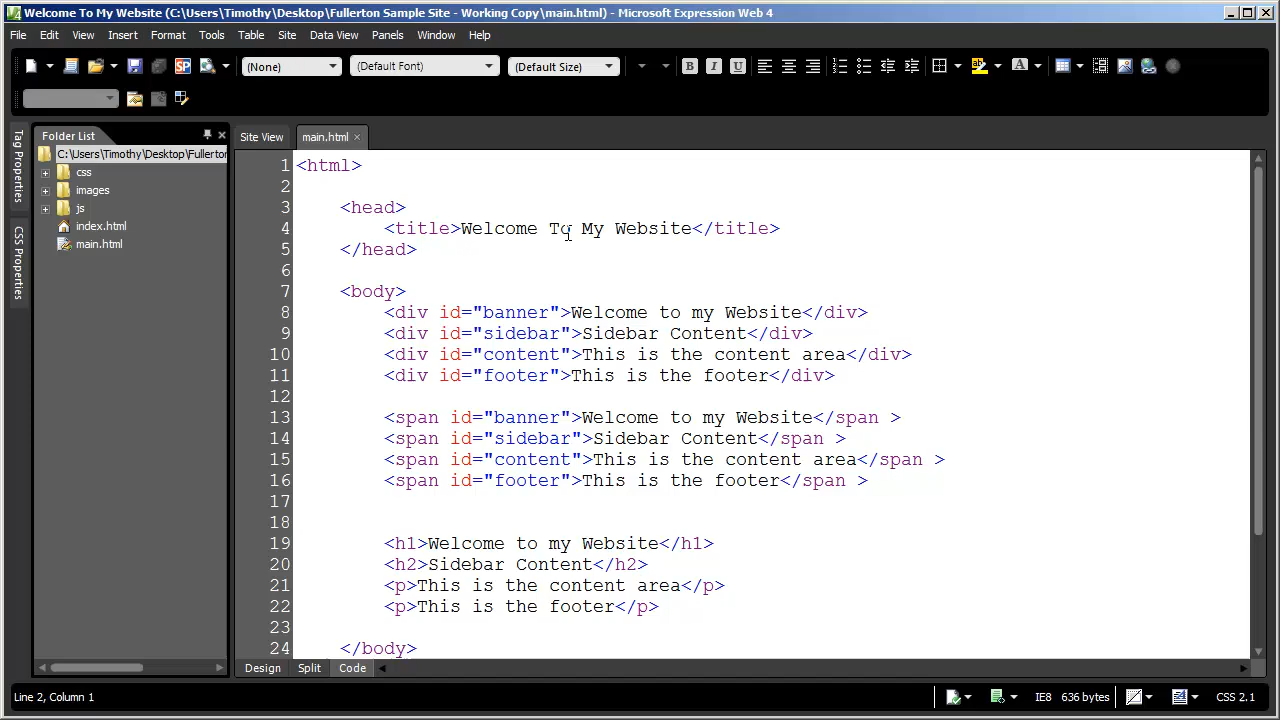 Welcome To My Website (C:\Users\Timothy\Desktop\Fullerton Sample Site - Working Copy\main.html) - Microsoft Expression Web 4
File Edit View Insert Format Tools Table Site Data View Panels Window Help
SP (None) (Default Font) (Default Size) B I U ab A
Tag Properties
CSS Properties
Folder List
C:\Users\Timothy\Desktop\Fullerton
css
images
js
index.html
main.html
Site View main.html
1 <html>
2
3 <head>
4 <title>Welcome To My Website</title>
5 </head>
6
7 <body>
8 <div id="banner">Welcome to my Website</div>
9 <div id="sidebar">Sidebar Content</div>
10 <div id="content">This is the content area</div>
11 <div id="footer">This is the footer</div>
12
13 <span id="banner">Welcome to my Website</span >
14 <span id="sidebar">Sidebar Content</span >
15 <span id="content">This is the content area</span >
16 <span id="footer">This is the footer</span >
17
18
19 <h1>Welcome to my Website</h1>
20 <h2>Sidebar Content</h2>
21 <p>This is the content area</p>
22 <p>This is the footer</p>
23
24 </body>
Design Split Code
Line 2, Column 1 IE8 636 bytes CSS 2.1